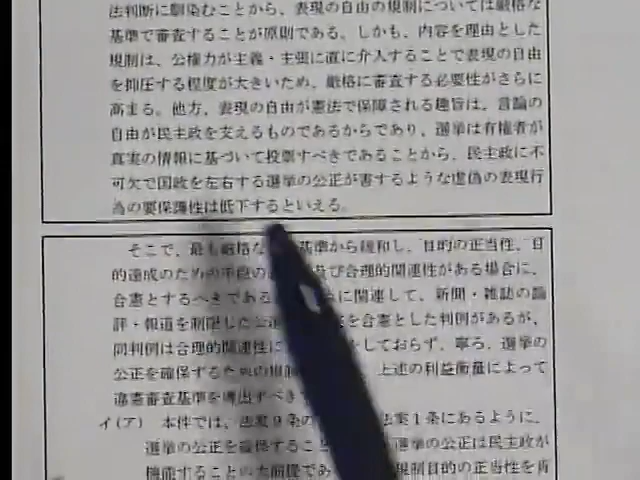 法判断に馴染むことから、表現の自由の規制については厳格な
基準で審査することが原則である。しかも、内容を理由とした
規制は、公権力が主義・主張に直に介入することで表現の自由
を抑圧する程度が大きいため、厳格に審査する必要性がさらに
高まる。他方、表現の自由が憲法で保障される趣旨は、言論の
自由が民主政を支えるものであるからであり、選挙は有権者が
真実の情報に基づいて投票すべきであることから、民主政に不
可欠で国政を左右する選挙の公正が害するような虚偽の表現行
為の要保護性は低下するといえる。
そこで、最も厳格な 基準から緩和し、目的の正当性、目
的達成のための手段の 及び合理的関連性がある場合に、
合憲とするべきである に関連して、新聞・雑誌の論
評・報道を制限した公 を合憲とした判例があるが、
同判例は合理的関連性に しておらず、寧ろ、選挙の
公正を確保するための規制 上述の利益衡量によって
違憲審査基準を導出すべき
イ(ア) 本件では、法案9条の 法案1条にあるように、
選挙の公正を確保すること 選挙の公正は民主政が
機能することの大前提であ 規制目的の正当性を肯